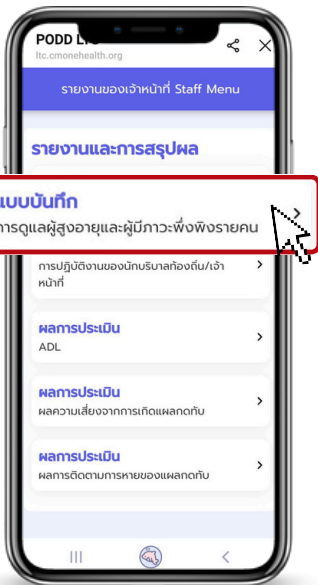 PODD LTC
ltc.cmonehealth.org
รายงานของเจ้าหน้าที่ Staff Menu
รายงานและการสรุปผล
แบบบันทึก
การดูแลผู้สูงอายุและผู้มีภาวะพึ่งพิงรายคน
การปฏิบัติงานของนักบริบาลท้องถิ่น/เจ้า
หน้าที่
ผลการประเมิน
ADL
ผลการประเมิน
ผลความเสี่ยงจากการเกิดแผลกดทับ
ผลการประเมิน
ผลการติดตามการหายของแผลกดทับ